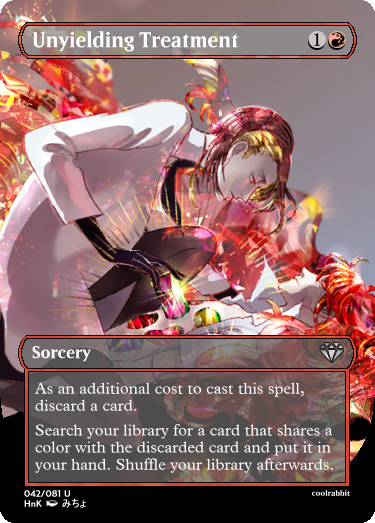 Unyielding Treatment 1
Sorcery
As an additional cost to cast this spell,
discard a card.
Search your library for a card that shares a
color with the discarded card and put it in
your hand. Shuffle your library afterwards.
042/081 U
HnK みちょ
coolrabbit